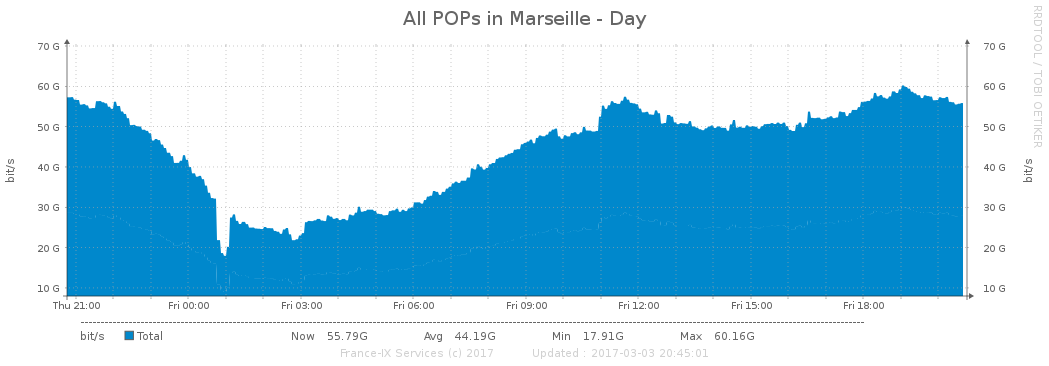 All POPs in Marseille - Day
RRDTOOL / TOBI OETIKER
70 G 70 G
60 G 60 G
50 G 50 G
40 G 40 G
30 G 30 G
20 G 20 G
10 G 10 G
bit/s
bit/s
Thu 21:00 Fri 00:00 Fri 03:00 Fri 06:00 Fri 09:00 Fri 12:00 Fri 15:00 Fri 18:00
bit/s Total Now 55.79G Avg 44.19G Min 17.91G Max 60.16G
France-IX Services (c) 2017 Updated : 2017-03-03 20:45:01